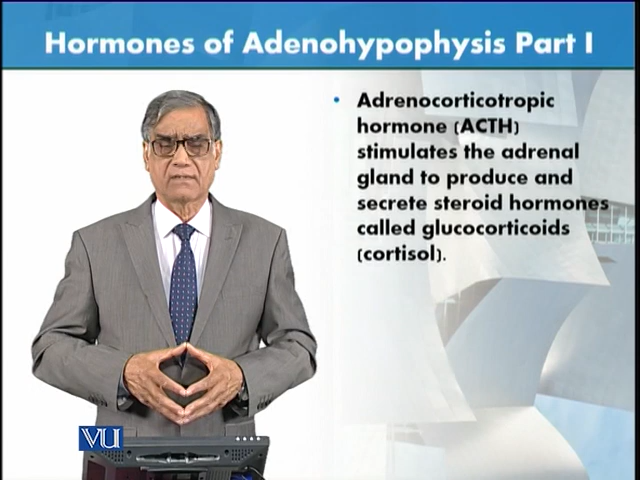 Hormones of Adenohypophysis Part I
• Adrenocorticotropic
hormone (ACTH)
stimulates the adrenal
gland to produce and
secrete steroid hormones
called glucocorticoids
(cortisol).
VU